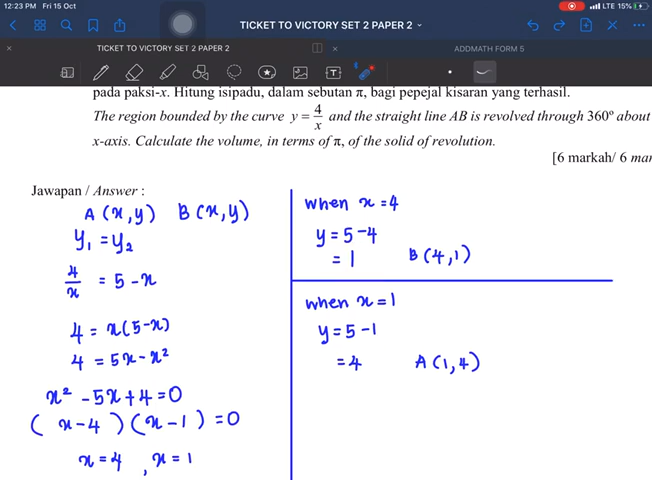 12:23 PM Fri 15 Oct
LTE 15%
TICKET TO VICTORY SET 2 PAPER 2
TICKET TO VICTORY SET 2 PAPER 2
ADDMATH FORM 5
pada paksi-x. Hitung isipadu, dalam sebutan π, bagi pepejal kisaran yang terhasil.
The region bounded by the curve y = 4/x and the straight line AB is revolved through 360° about
x-axis. Calculate the volume, in terms of π, of the solid of revolution.
[6 markah/ 6 mar
Jawapan / Answer :
A (x, y) B (x, y)
y₁ = y₂
4/x = 5 - x
4 = x(5-x)
4 = 5x - x²
x² - 5x + 4 = 0
( x - 4 ) ( x - 1 ) = 0
x = 4 , x = 1
when x = 4
y = 5 - 4
= 1 B (4, 1)
when x = 1
y = 5 - 1
= 4 A (1, 4)